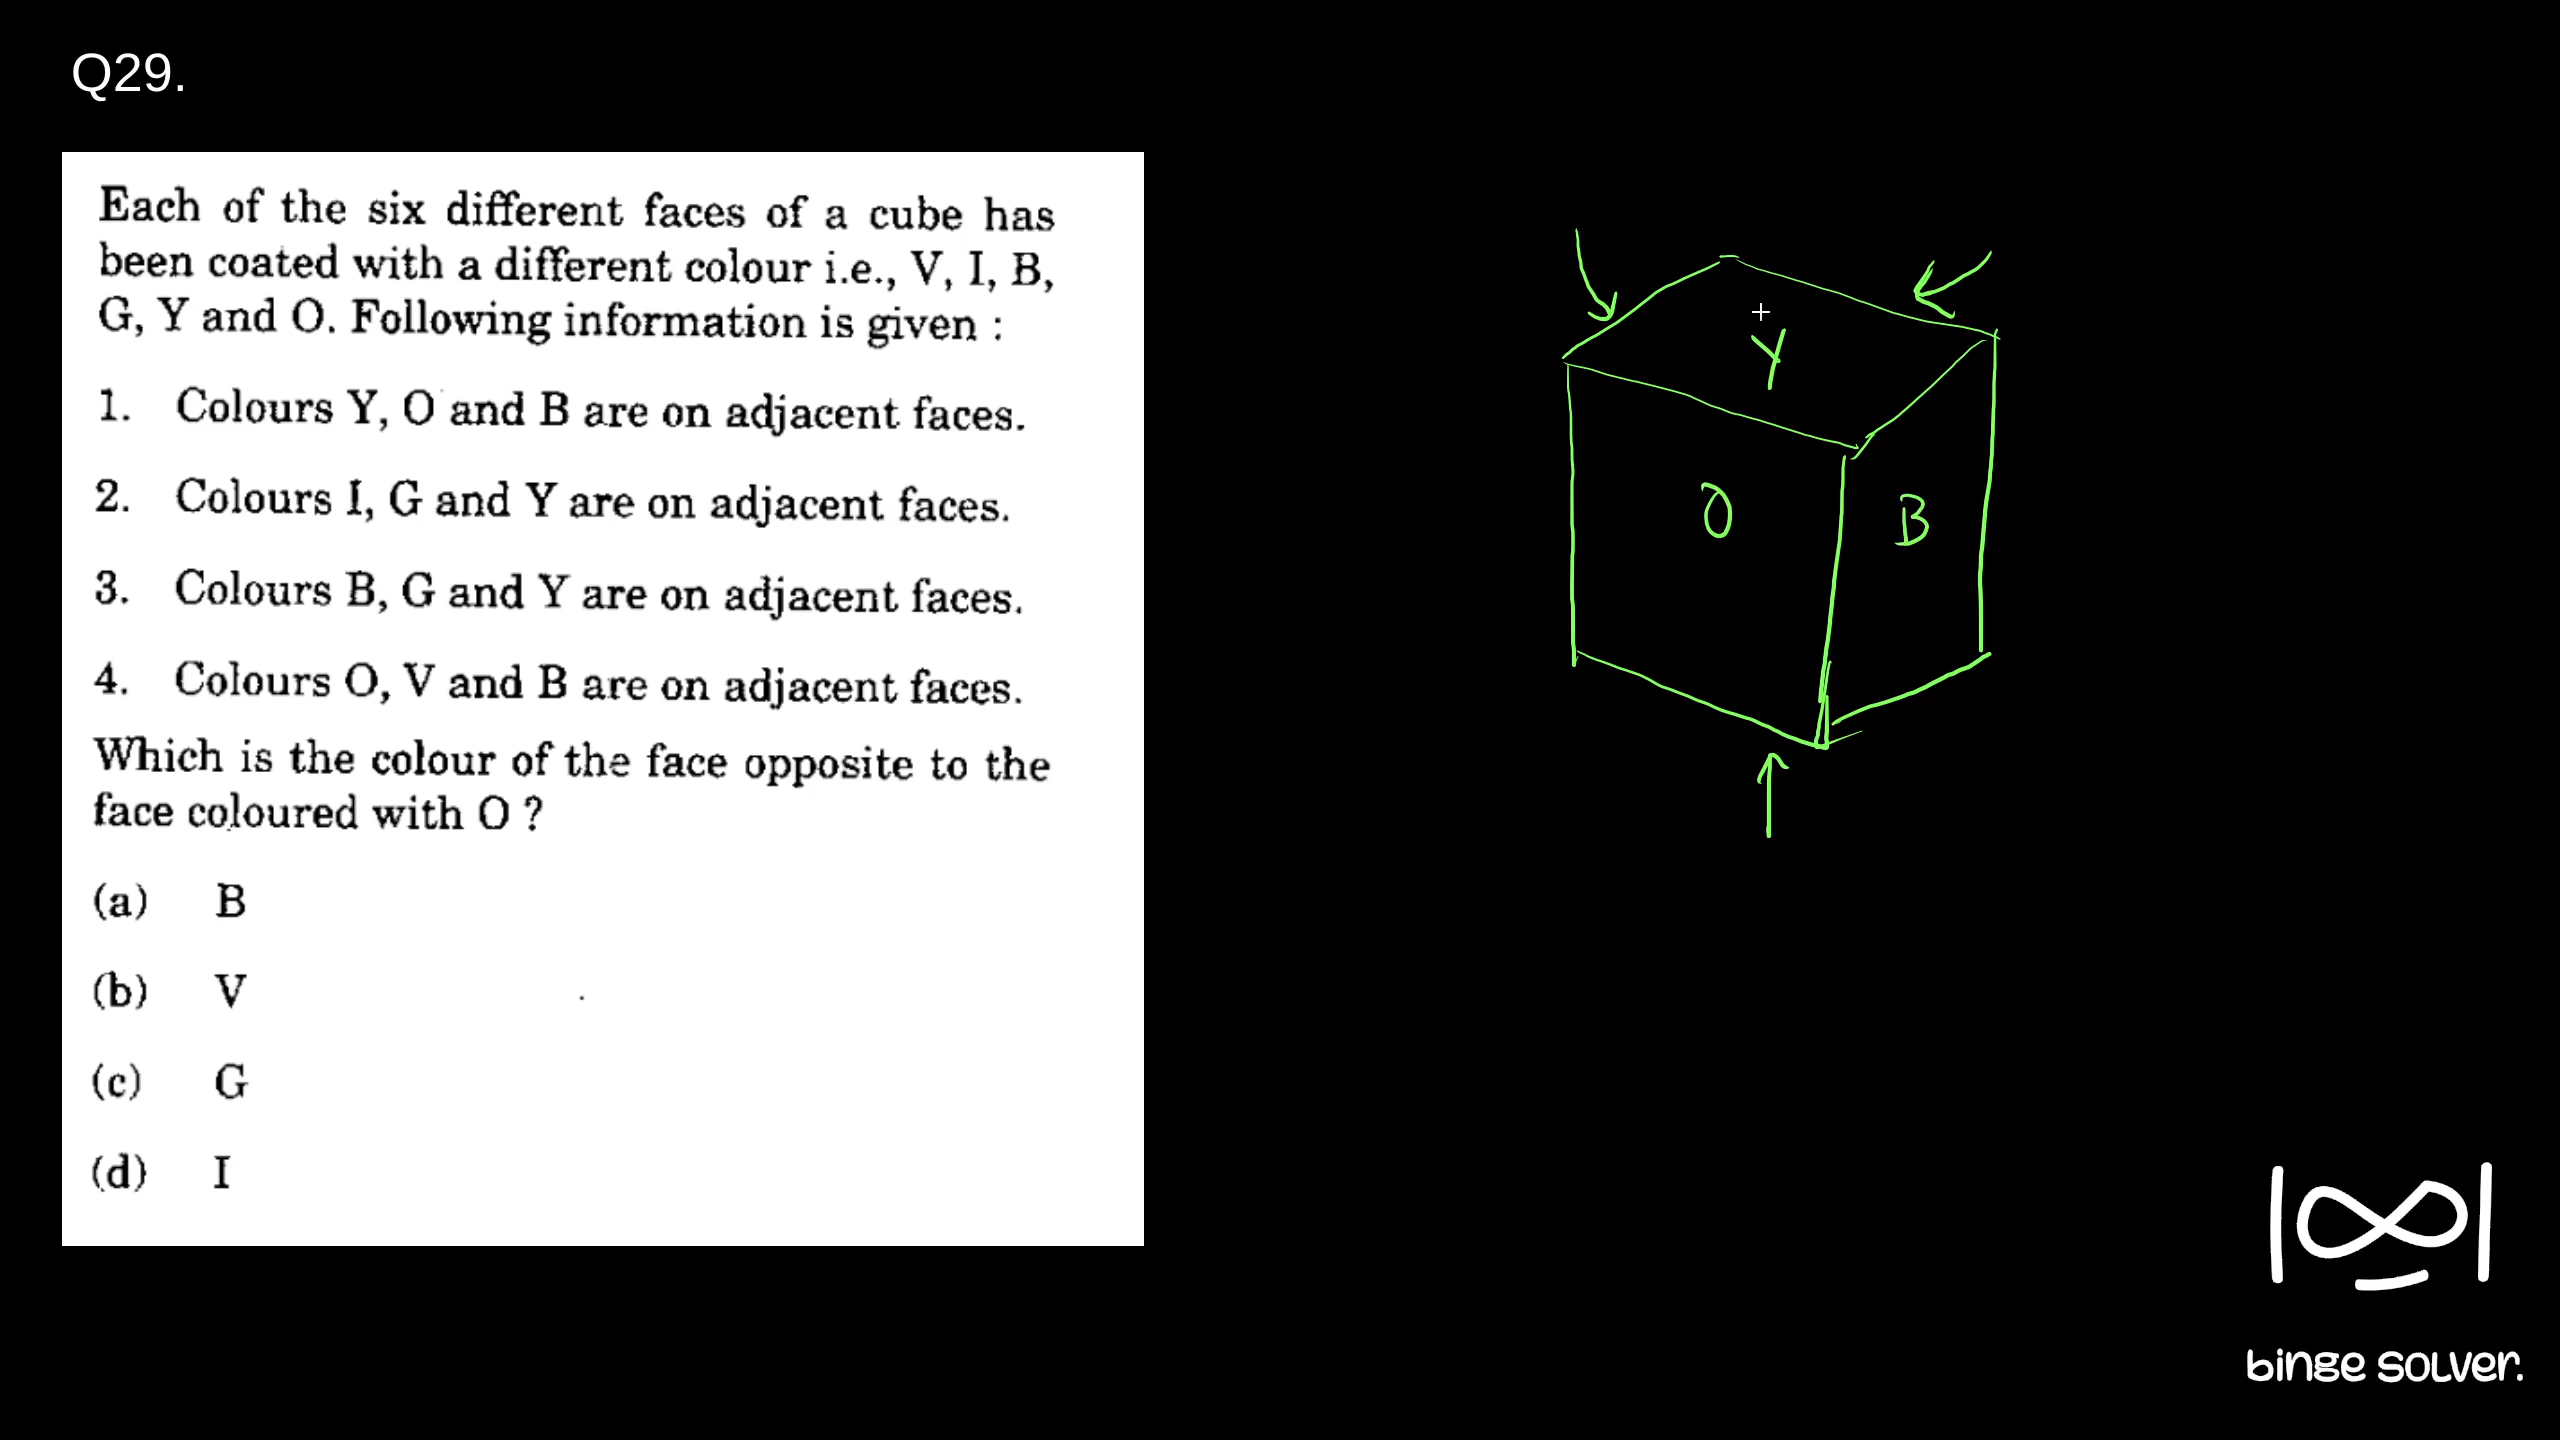 Q29.
Each of the six different faces of a cube has
been coated with a different colour i.e., V, I, B,
G, Y and O. Following information is given :
1. Colours Y, O and B are on adjacent faces.
2. Colours I, G and Y are on adjacent faces.
3. Colours B, G and Y are on adjacent faces.
4. Colours O, V and B are on adjacent faces.
Which is the colour of the face opposite to the
face coloured with O ?
(a) B
(b) V
(c) G
(d) I
Y
O
B
binge solver.